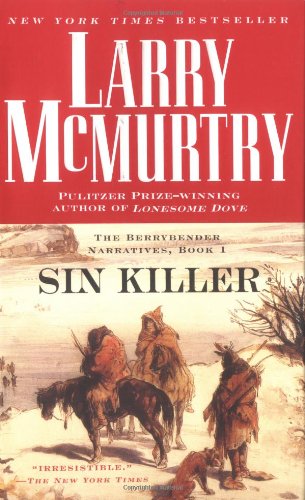 NEW YORK TIMES BESTSELLER
LARRY
MCMURTRY
PULITZER PRIZE–WINNING
AUTHOR OF LONESOME DOVE
THE BERRYBENDER
NARRATIVES, BOOK 1
SIN KILLER
"IRRESISTIBLE."
—THE NEW YORK TIMES